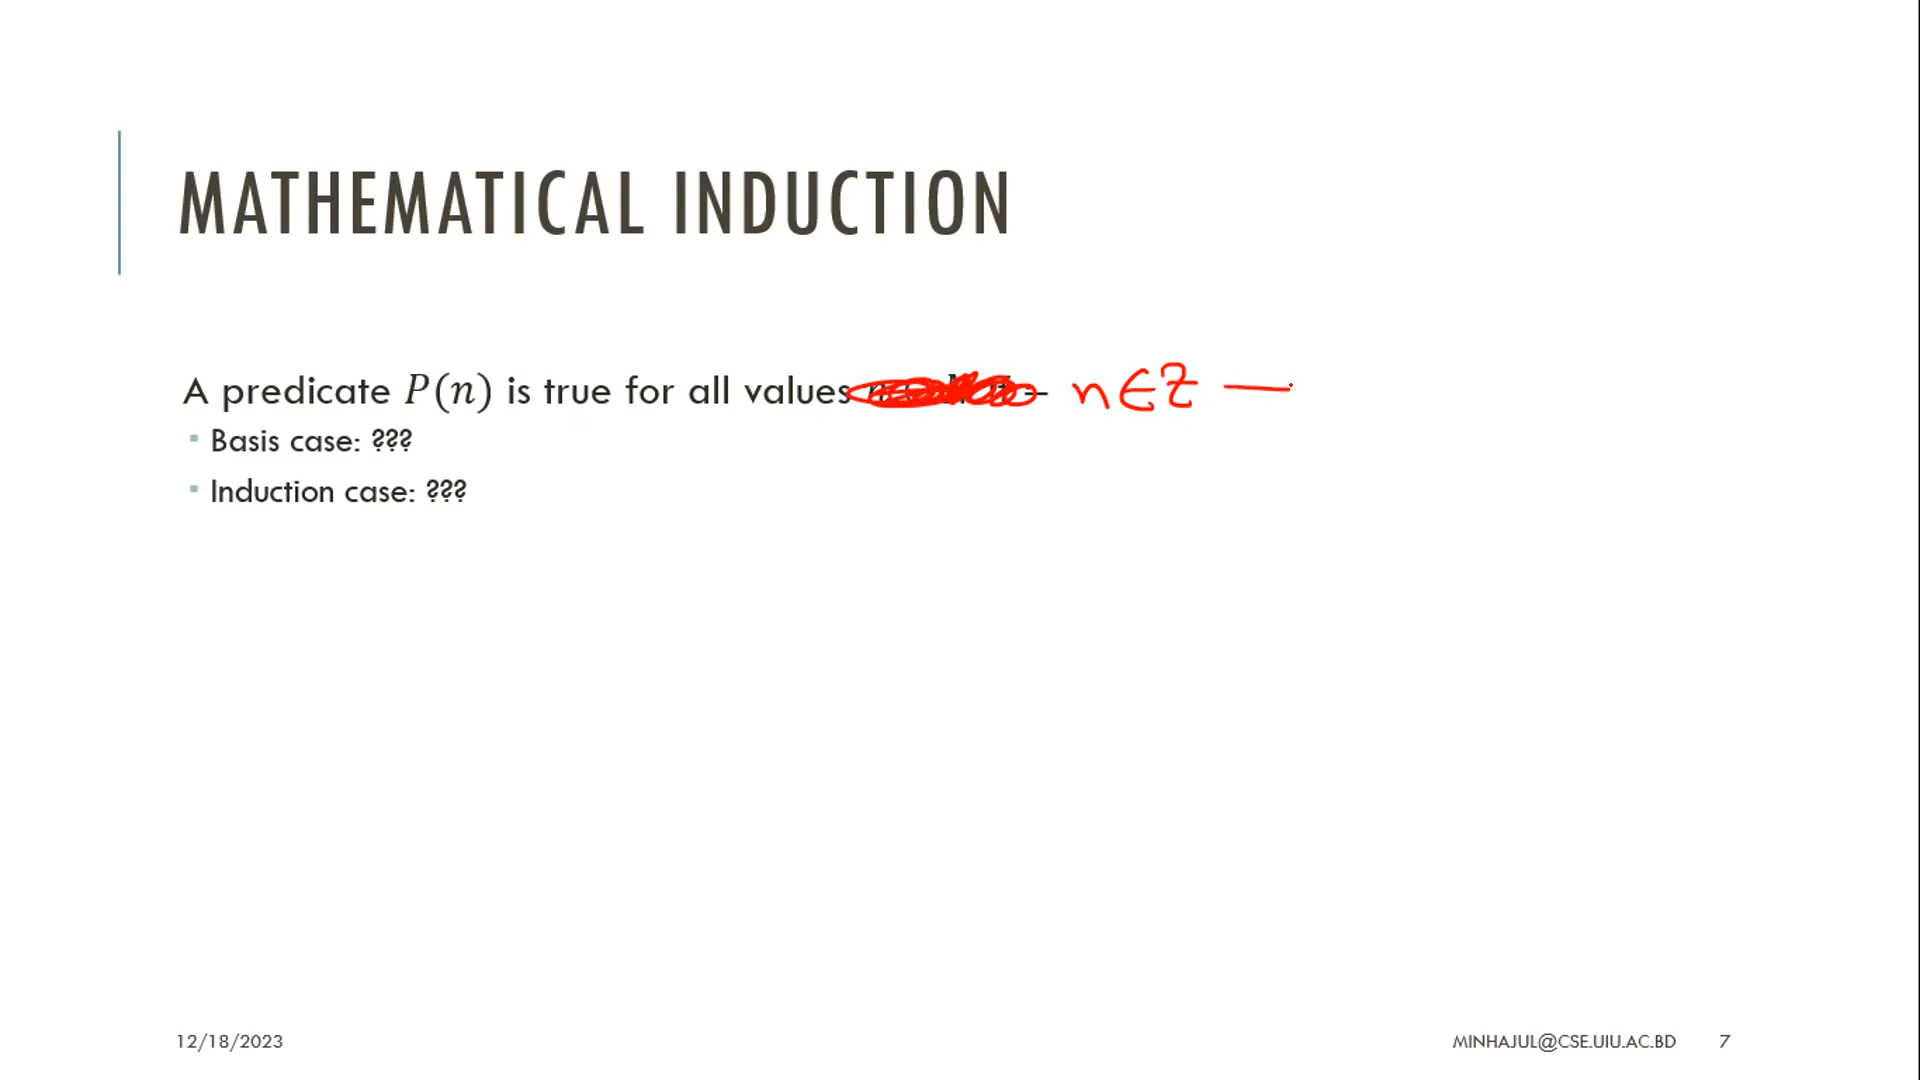 MATHEMATICAL INDUCTION
A predicate P(n) is true for all values – n∈Z —
▪ Basis case: ???
▪ Induction case: ???
12/18/2023
MINHAJUL@CSE.UIU.AC.BD 7